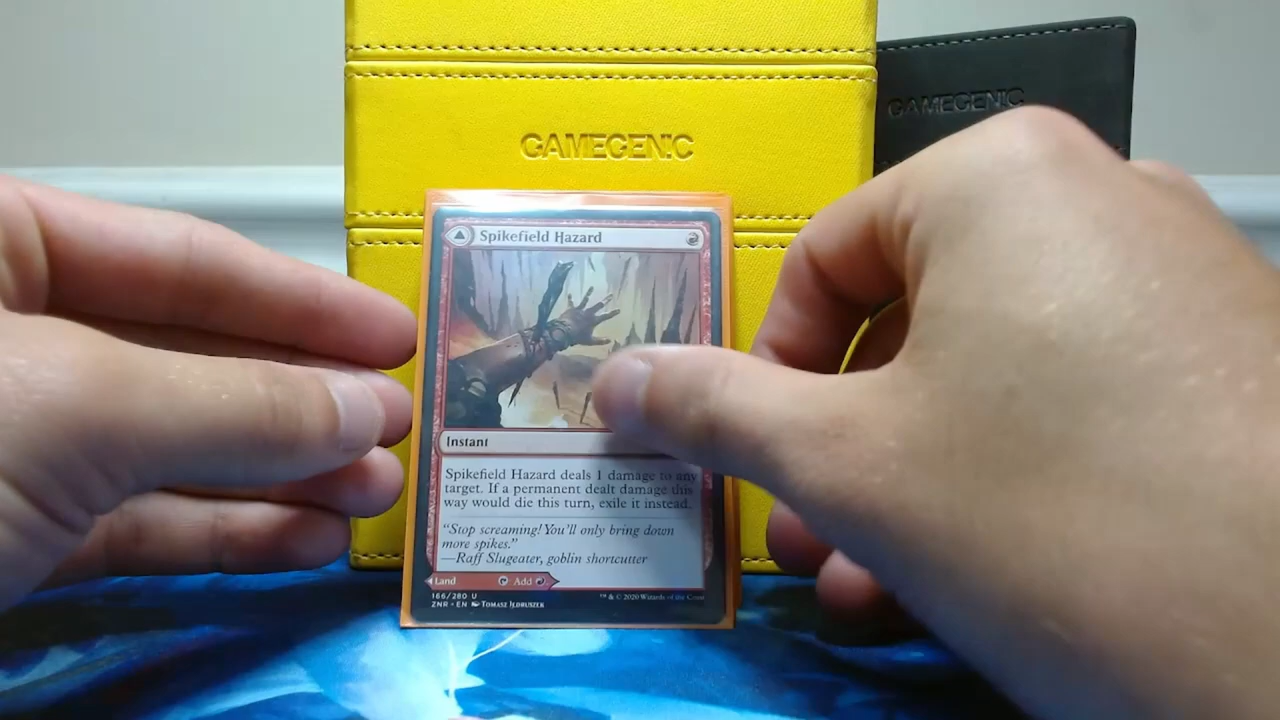 GAMEGENIC
GAMEGENIC
Spikefield Hazard
Instant
Spikefield Hazard deals 1 damage to any
target. If a permanent dealt damage this
way would die this turn, exile it instead.
"Stop screaming! You'll only bring down
more spikes."
—Raff Slugeater, goblin shortcutter
Land Add
166/280 U
ZNR • EN TOMASZ JEDRUSZEK
™ & © 2020 Wizards of the Coast